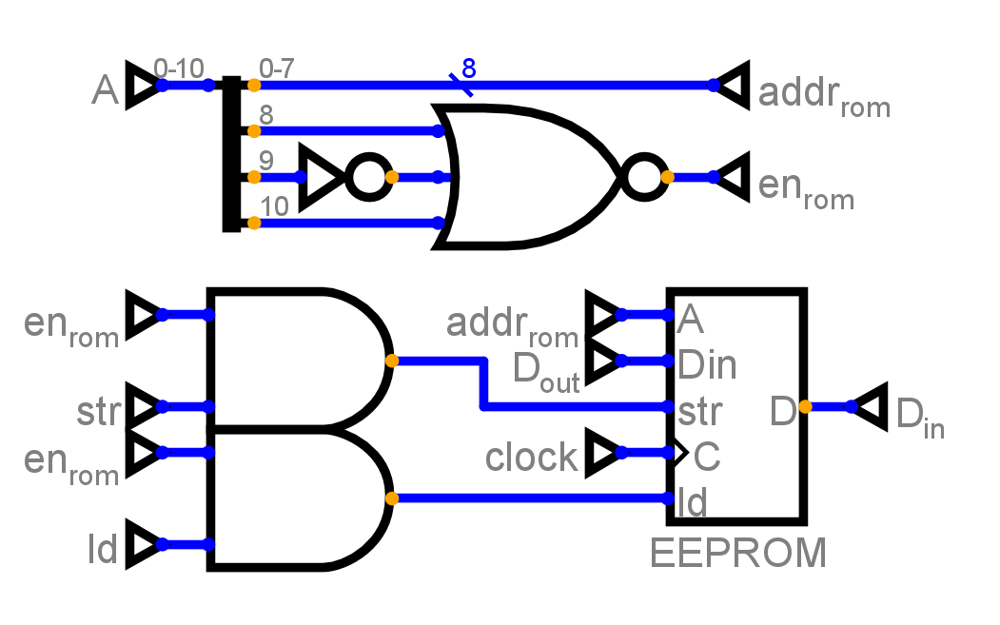 0-10 0-7 8
A addr_rom
8
9
en_rom
10
en_rom addr_rom A
D_out Din
str str D D_in
en_rom clock C
ld ld
EEPROM